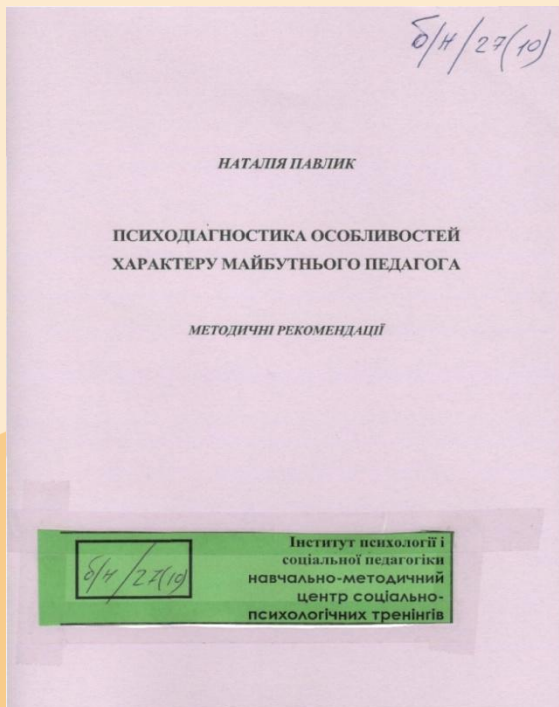 б/н/27(10)
НАТАЛІЯ ПАВЛИК
ПСИХОДІАГНОСТИКА ОСОБЛИВОСТЕЙ
ХАРАКТЕРУ МАЙБУТНЬОГО ПЕДАГОГА
МЕТОДИЧНІ РЕКОМЕНДАЦІЇ
б/н/27(10)
Інститут психології і
соціальної педагогіки
навчально-методичний
центр соціально-
психологічних тренінгів